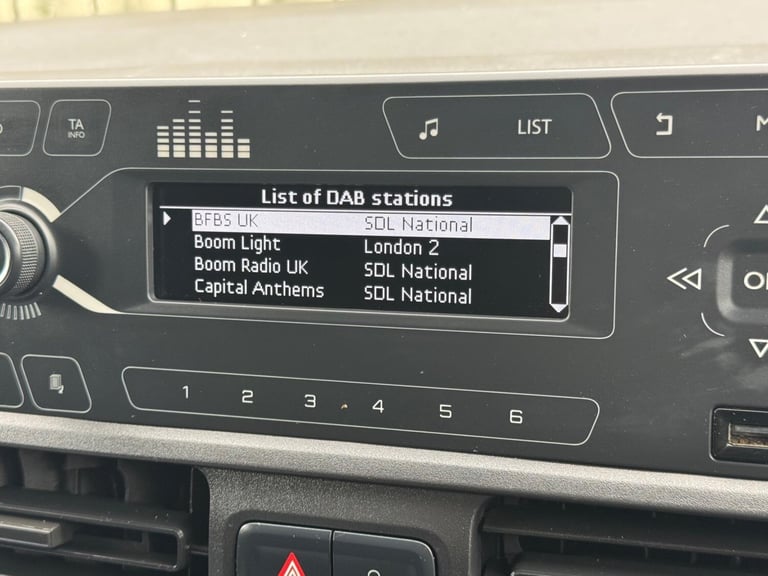 TA
INFO
LIST
List of DAB stations
BFBS UK SDL National
Boom Light London 2
Boom Radio UK SDL National
Capital Anthems SDL National
1 2 3 4 5 6